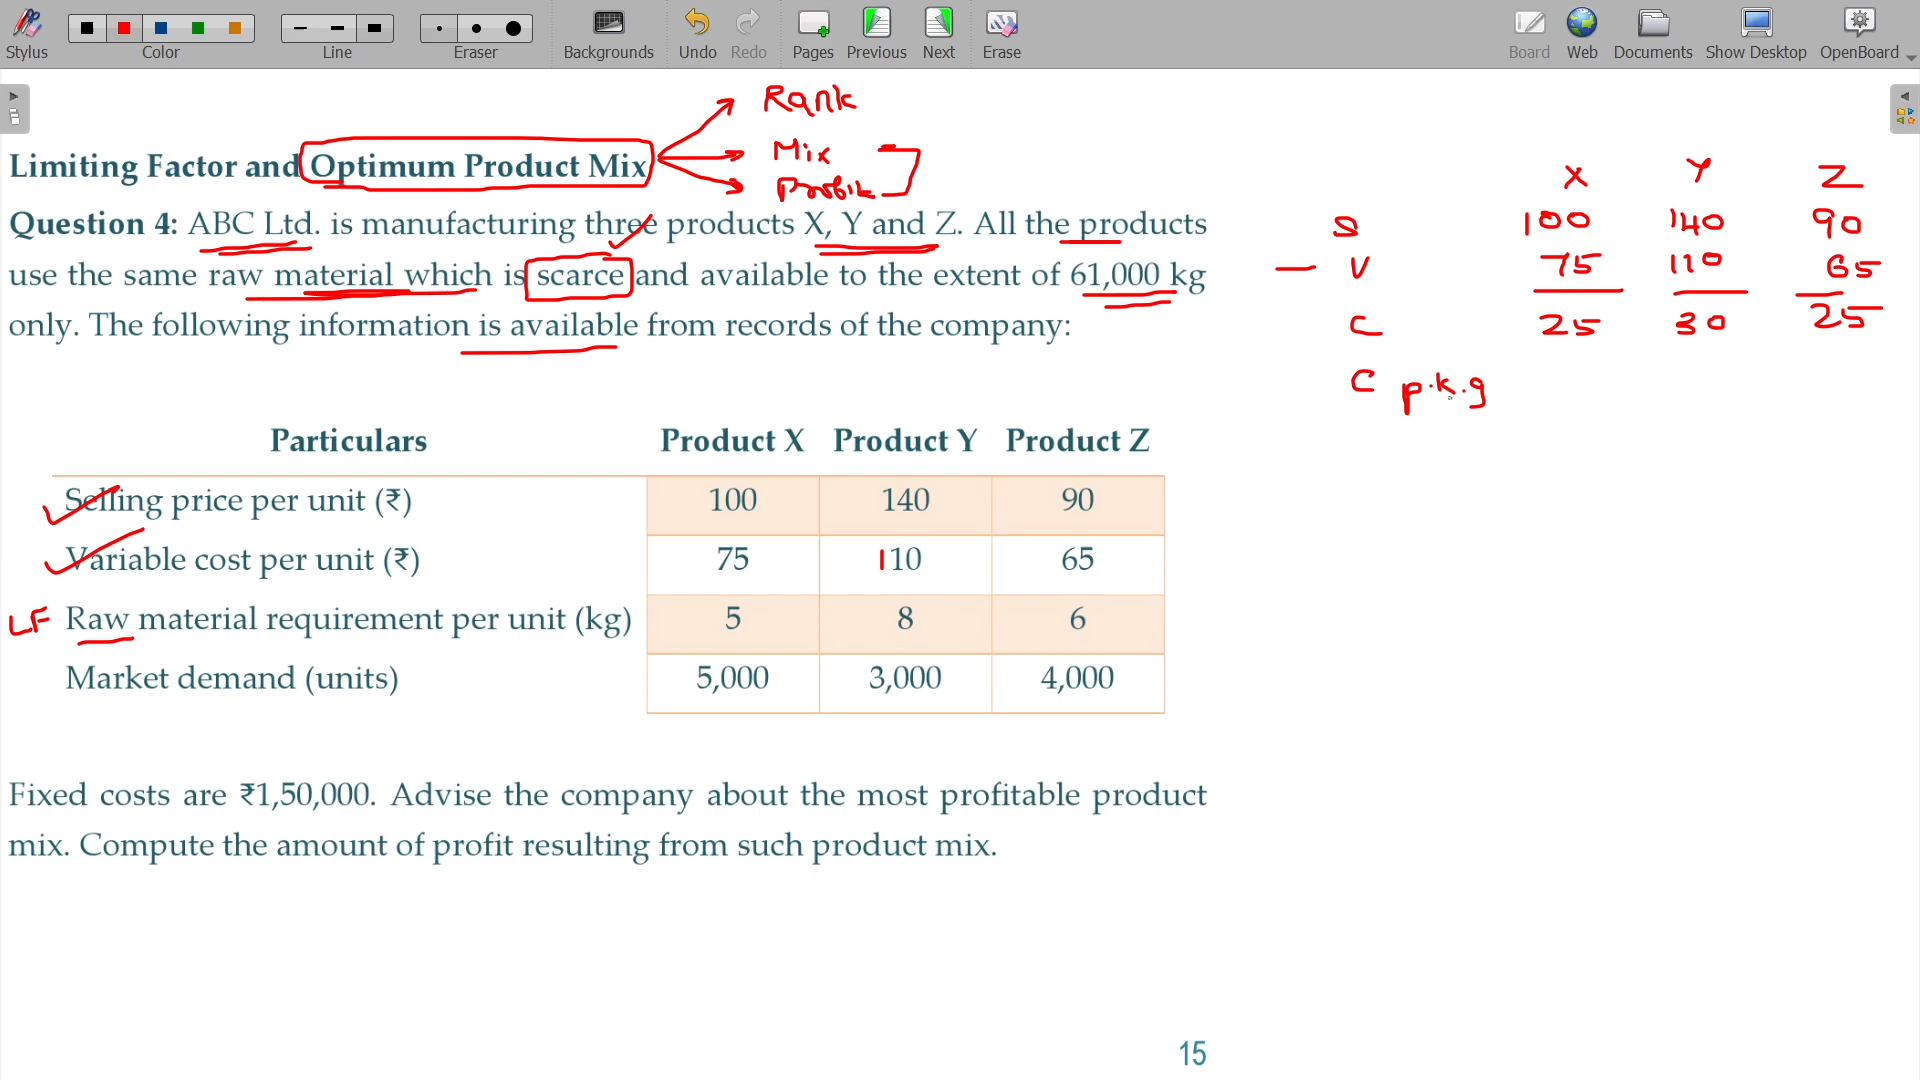 Stylus
Color
Line
Eraser
Backgrounds
Undo
Redo
Pages
Previous
Next
Erase
Board
Web
Documents
Show Desktop
OpenBoard
Rank
Mix
Profit
Limiting Factor and Optimum Product Mix
Question 4: ABC Ltd. is manufacturing three products X, Y and Z. All the products
use the same raw material which is scarce and available to the extent of 61,000 kg
only. The following information is available from records of the company:
X Y Z
S 100 140 90
— V 75 110 65
C 25 30 25
C p.k.g
Particulars Product X Product Y Product Z
Selling price per unit (₹) 100 140 90
Variable cost per unit (₹) 75 110 65
LF Raw material requirement per unit (kg) 5 8 6
Market demand (units) 5,000 3,000 4,000
Fixed costs are ₹1,50,000. Advise the company about the most profitable product
mix. Compute the amount of profit resulting from such product mix.
15